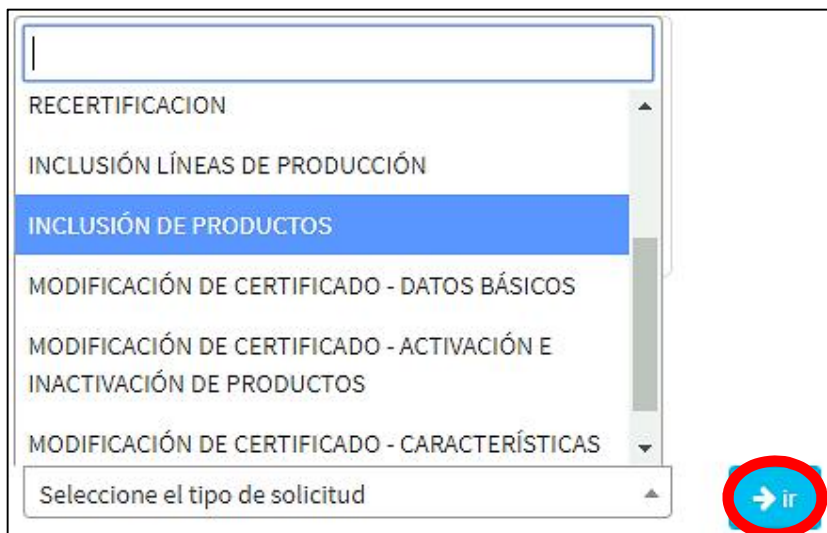 RECERTIFICACION
INCLUSIÓN LÍNEAS DE PRODUCCIÓN
INCLUSIÓN DE PRODUCTOS
MODIFICACIÓN DE CERTIFICADO - DATOS BÁSICOS
MODIFICACIÓN DE CERTIFICADO - ACTIVACIÓN E
INACTIVACIÓN DE PRODUCTOS
MODIFICACIÓN DE CERTIFICADO - CARACTERÍSTICAS
Seleccione el tipo de solicitud
ir